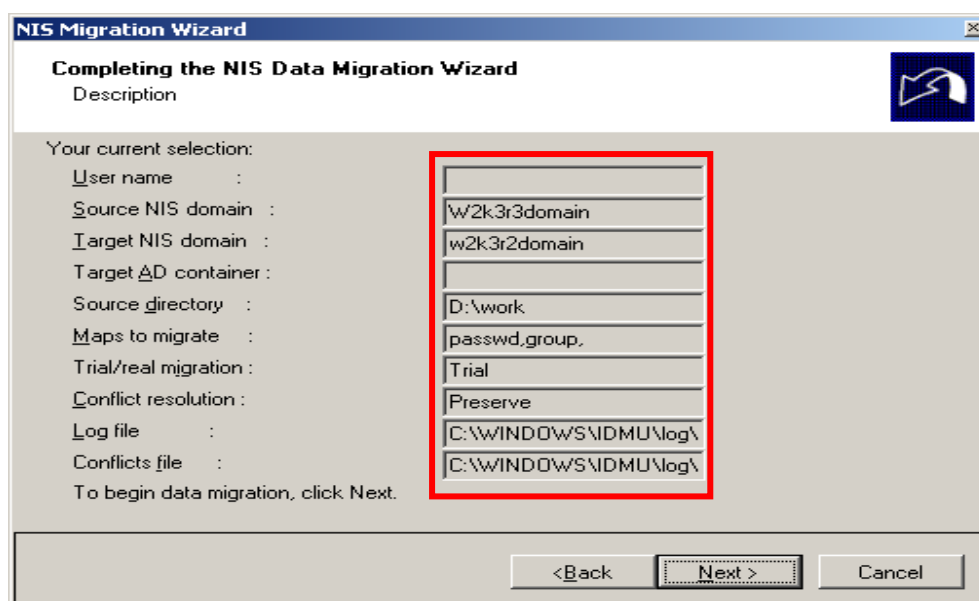 NIS Migration Wizard
Completing the NIS Data Migration Wizard
Description
Your current selection:
User name :
Source NIS domain : W2k3r3domain
Target NIS domain : w2k3r2domain
Target AD container :
Source directory : D:\work
Maps to migrate : passwd,group,
Trial/real migration : Trial
Conflict resolution : Preserve
Log file : C:\WINDOWS\IDMU\log\
Conflicts file : C:\WINDOWS\IDMU\log\
To begin data migration, click Next.
<Back Next > Cancel